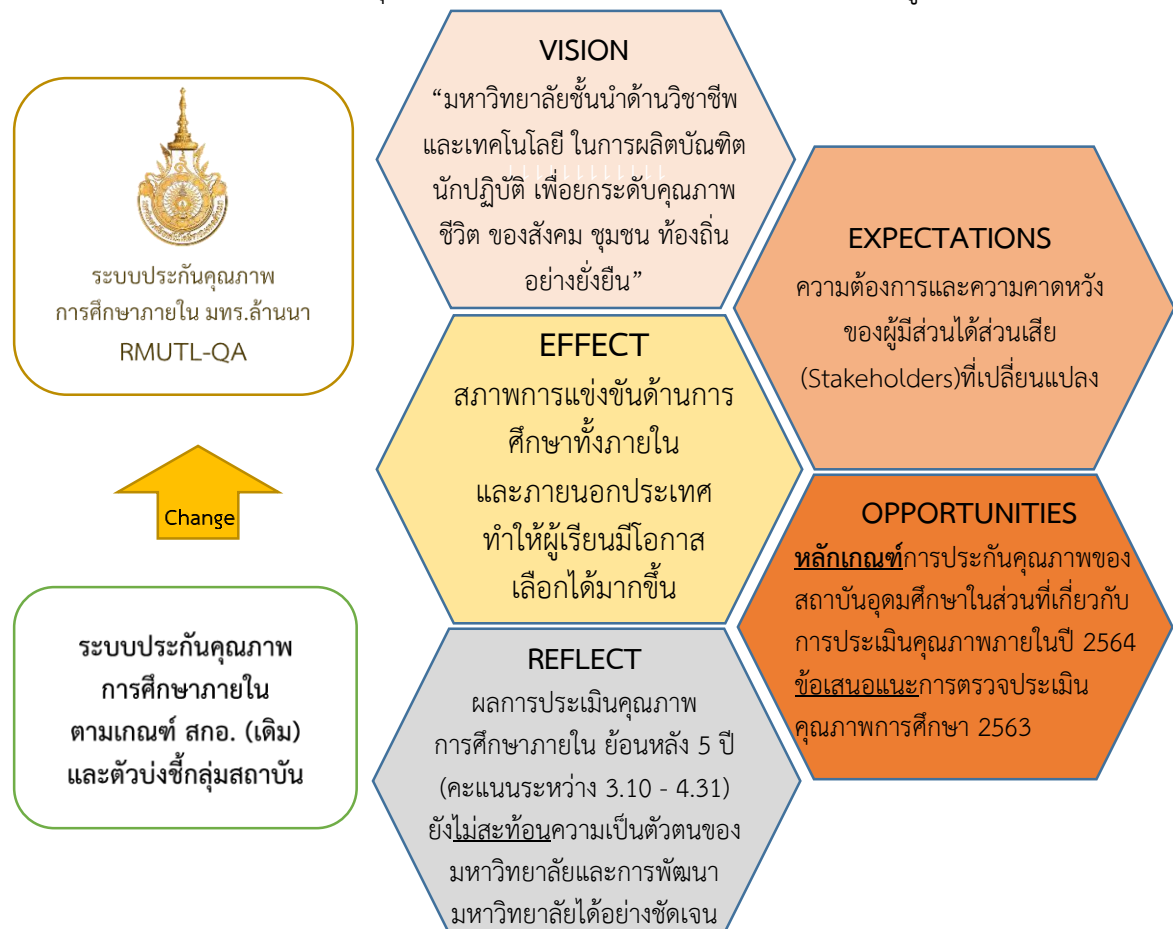 VISION
“มหาวิทยาลัยชั้นนำด้านวิชาชีพ
และเทคโนโลยี ในการผลิตบัณฑิต
นักปฏิบัติ เพื่อยกระดับคุณภาพ
ชีวิต ของสังคม ชุมชน ท้องถิ่น
อย่างยั่งยืน”
ระบบประกันคุณภาพ
การศึกษาภายใน มทร.ล้านนา
RMUTL-QA
EXPECTATIONS
ความต้องการและความคาดหวัง
ของผู้มีส่วนได้ส่วนเสีย
(Stakeholders)ที่เปลี่ยนแปลง
EFFECT
สภาพการแข่งขันด้านการ
ศึกษาทั้งภายใน
และภายนอกประเทศ
ทำให้ผู้เรียนมีโอกาส
เลือกได้มากขึ้น
Change
OPPORTUNITIES
หลักเกณฑ์การประกันคุณภาพของ
สถาบันอุดมศึกษาในส่วนที่เกี่ยวกับ
การประเมินคุณภาพภายในปี 2564
ข้อเสนอแนะการตรวจประเมิน
คุณภาพการศึกษา 2563
ระบบประกันคุณภาพ
การศึกษาภายใน
ตามเกณฑ์ สกอ. (เดิม)
และตัวบ่งชี้กลุ่มสถาบัน
REFLECT
ผลการประเมินคุณภาพ
การศึกษาภายใน ย้อนหลัง 5 ปี
(คะแนนระหว่าง 3.10 - 4.31)
ยังไม่สะท้อนความเป็นตัวตนของ
มหาวิทยาลัยและการพัฒนา
มหาวิทยาลัยได้อย่างชัดเจน